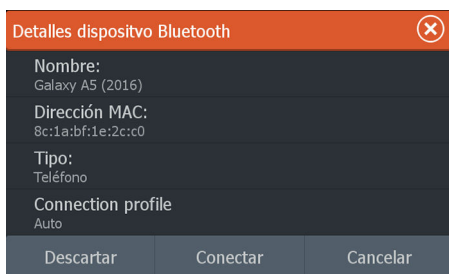 Detalles dispositvo Bluetooth
Nombre:
Galaxy A5 (2016)
Dirección MAC:
8c:1a:bf:1e:2c:c0
Tipo:
Teléfono
Connection profile
Auto
Descartar Conectar Cancelar